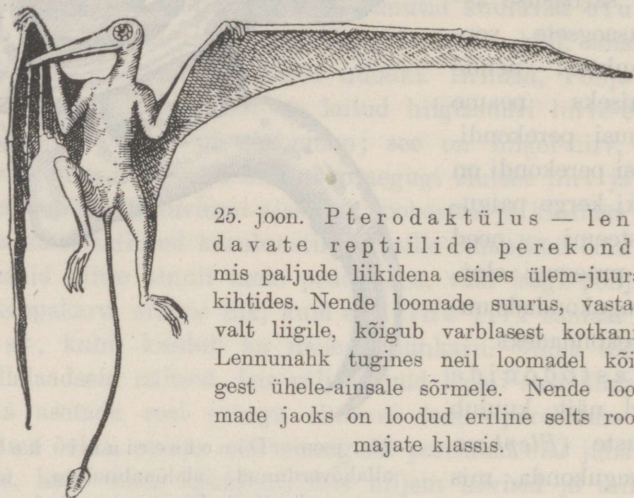 25. joon. Pterodaktülus — len-
davate reptiilide perekond
mis paljude liikidena esines ülem-juura
kihtides. Nende loomade suurus, vasta-
valt liigile, kõigub varblasest kotkani.
Lennunahk tugines neil loomadel kõi-
gest ühele-ainsale sõrmele. Nende loo-
made jaoks on loodud eriline selts roo-
majate klassis.